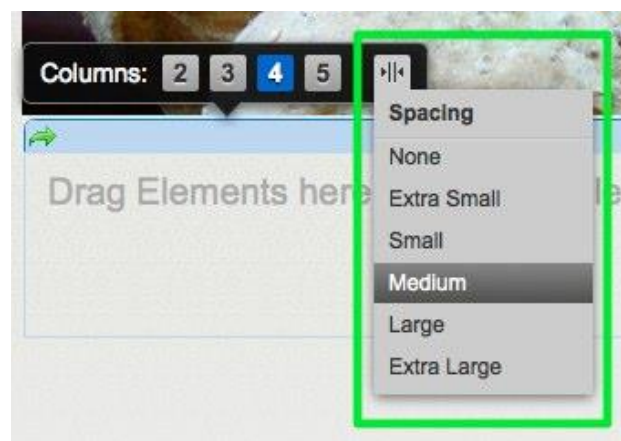 Columns: 2 3 4 5
Spacing
None
Drag Elements here
Extra Small
Small
Medium
Large
Extra Large